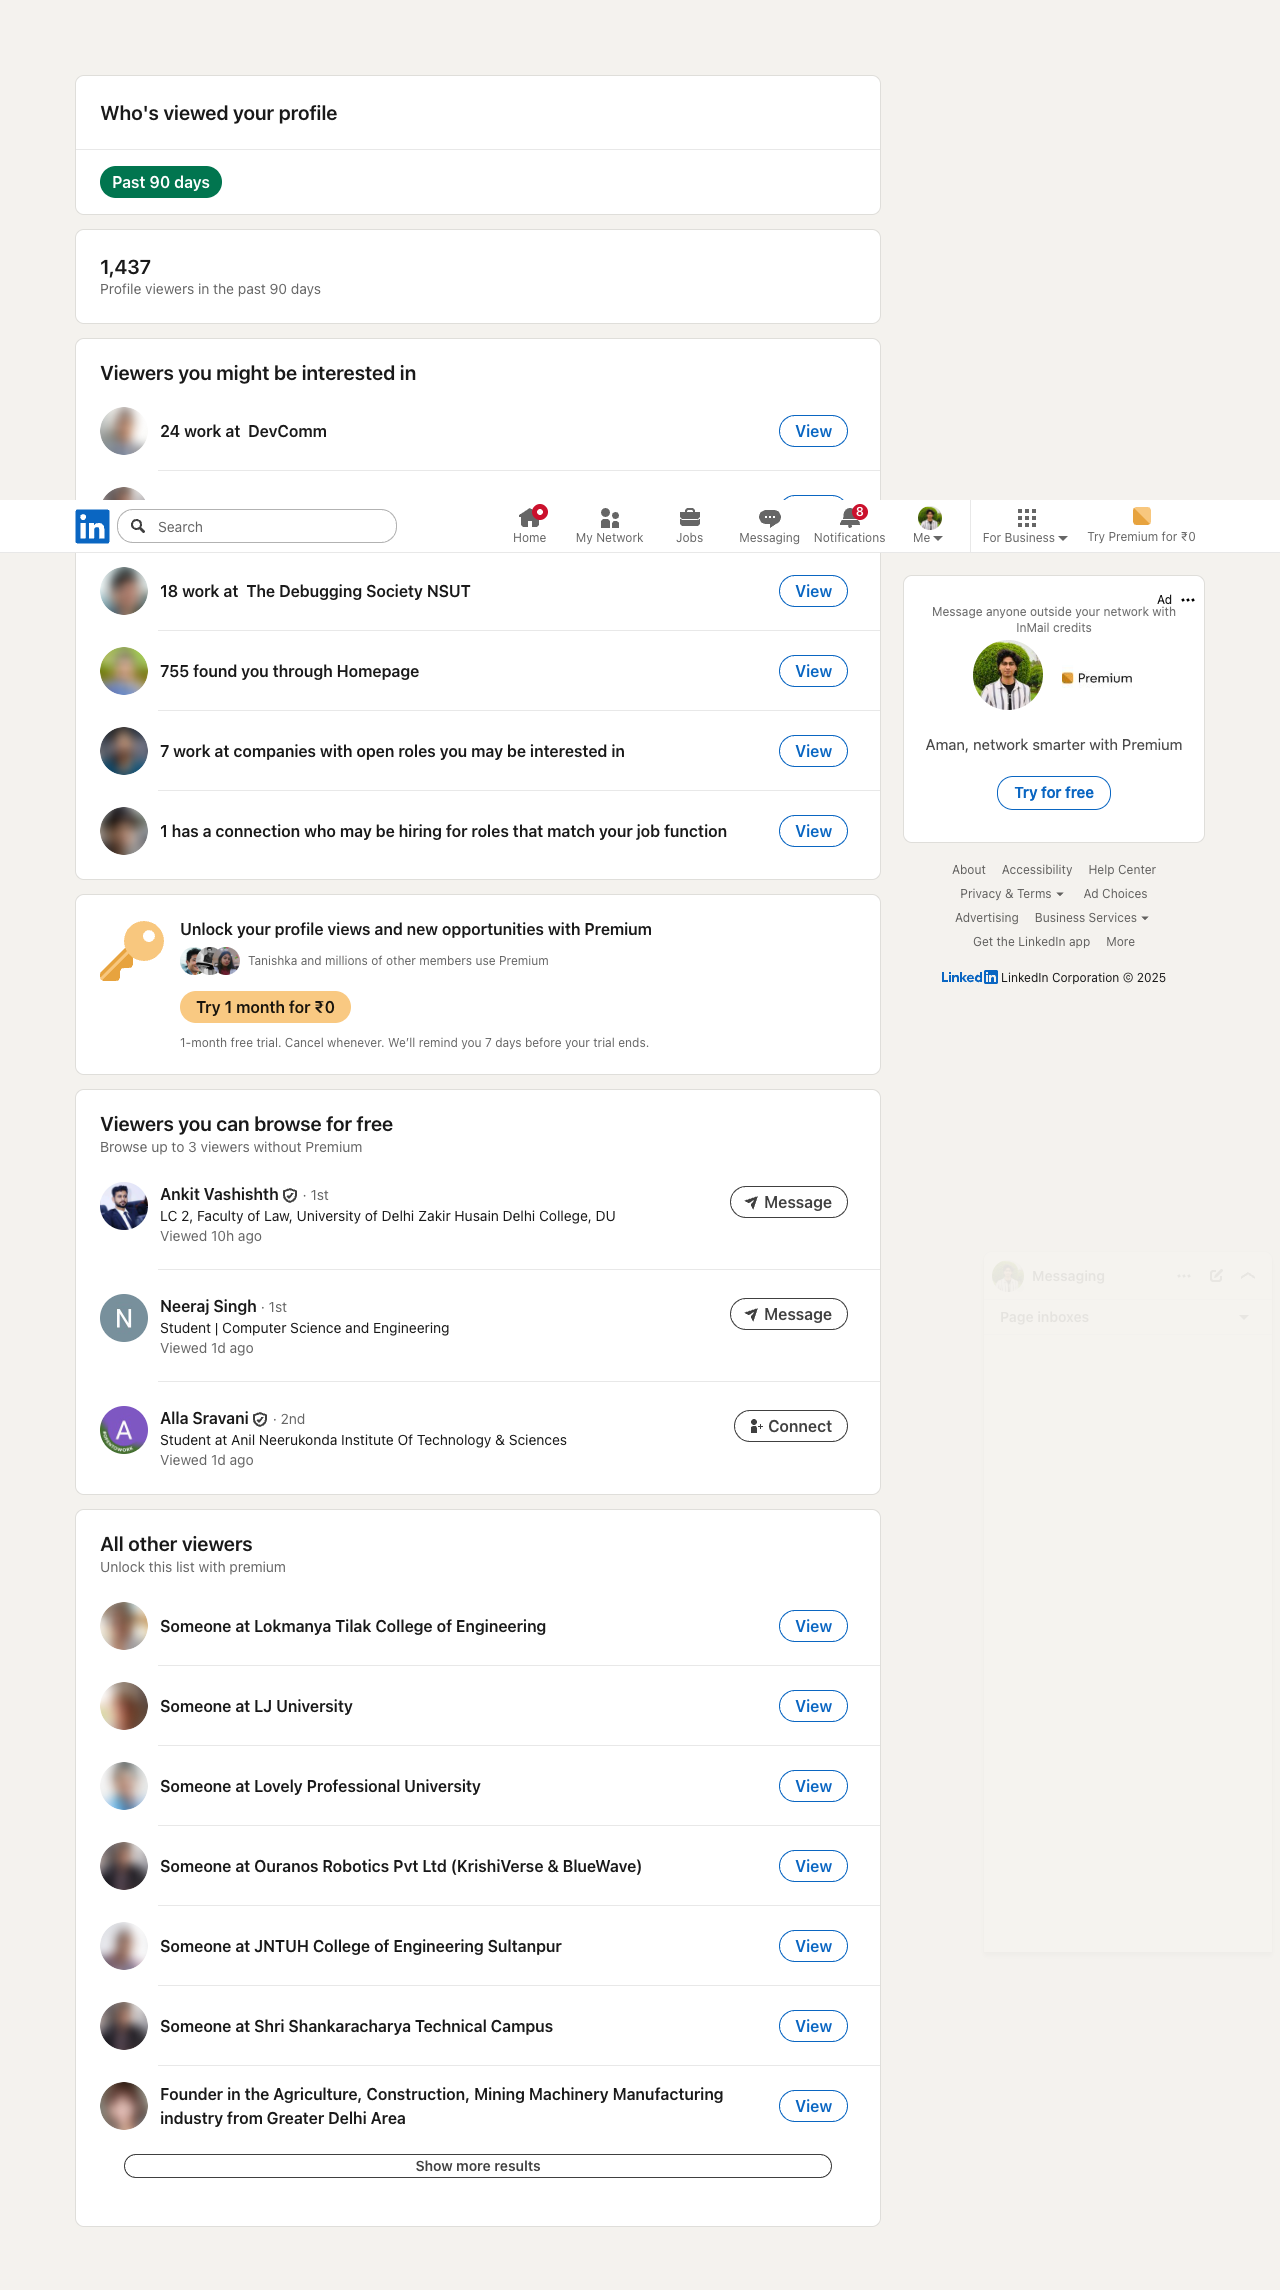 Who's viewed your profile
Past 90 days
1,437
Profile viewers in the past 90 days
Viewers you might be interested in
24 work at DevComm
View
in
Search
Home
My Network
Jobs
Messaging
8
Notifications
Me
For Business
Try Premium for ₹0
18 work at The Debugging Society NSUT
View
755 found you through Homepage
View
7 work at companies with open roles you may be interested in
View
1 has a connection who may be hiring for roles that match your job function
View
Ad
Message anyone outside your network with
InMail credits
Premium
Aman, network smarter with Premium
Try for free
About Accessibility Help Center
Privacy & Terms Ad Choices
Advertising Business Services
Get the LinkedIn app More
LinkedIn LinkedIn Corporation © 2025
Unlock your profile views and new opportunities with Premium
Tanishka and millions of other members use Premium
Try 1 month for ₹0
1-month free trial. Cancel whenever. We'll remind you 7 days before your trial ends.
Viewers you can browse for free
Browse up to 3 viewers without Premium
Ankit Vashishth · 1st
LC 2, Faculty of Law, University of Delhi Zakir Husain Delhi College, DU
Viewed 10h ago
Message
N
Neeraj Singh · 1st
Student | Computer Science and Engineering
Viewed 1d ago
Message
A
#OPENTOWORK
Alla Sravani · 2nd
Student at Anil Neerukonda Institute Of Technology & Sciences
Viewed 1d ago
Connect
Messaging
Page inboxes
All other viewers
Unlock this list with premium
Someone at Lokmanya Tilak College of Engineering
View
Someone at LJ University
View
Someone at Lovely Professional University
View
Someone at Ouranos Robotics Pvt Ltd (KrishiVerse & BlueWave)
View
Someone at JNTUH College of Engineering Sultanpur
View
Someone at Shri Shankaracharya Technical Campus
View
Founder in the Agriculture, Construction, Mining Machinery Manufacturing
industry from Greater Delhi Area
View
Show more results